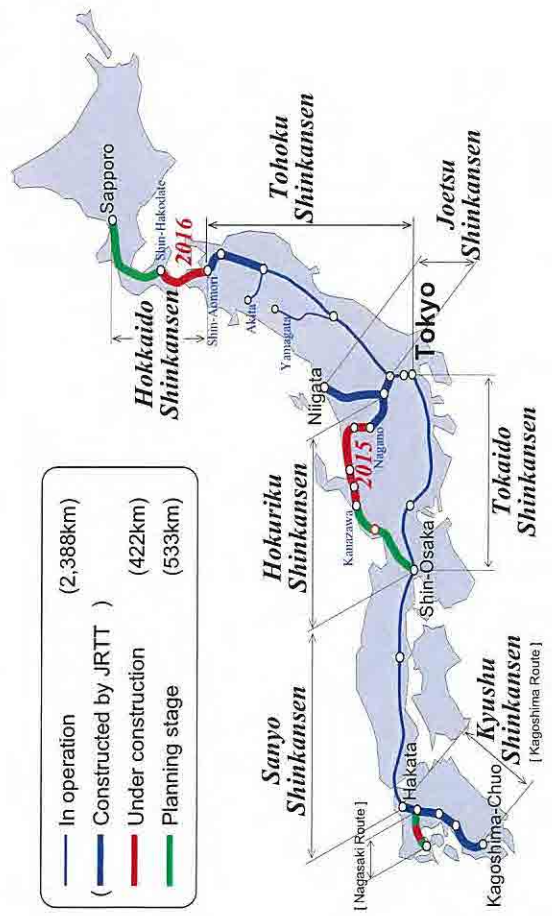 In operation (2,388km)
( Constructed by JRTT )
Under construction (422km)
Planning stage (533km)
Sapporo
Hokkaido
Shinkansen
Shin-Hakodate
2016
Shin-Aomori
Akita
Yamagata
Tohoku
Shinkansen
Niigata
Joetsu
Shinkansen
Hokuriku
Shinkansen
Kanazawa
2015
Nagano
Tokyo
Tokaido
Shinkansen
Shin-Osaka
Sanyo
Shinkansen
Hakata
[ Nagasaki Route ]
Kyushu
Shinkansen
[ Kagoshima Route ]
Kagoshima-Chuo